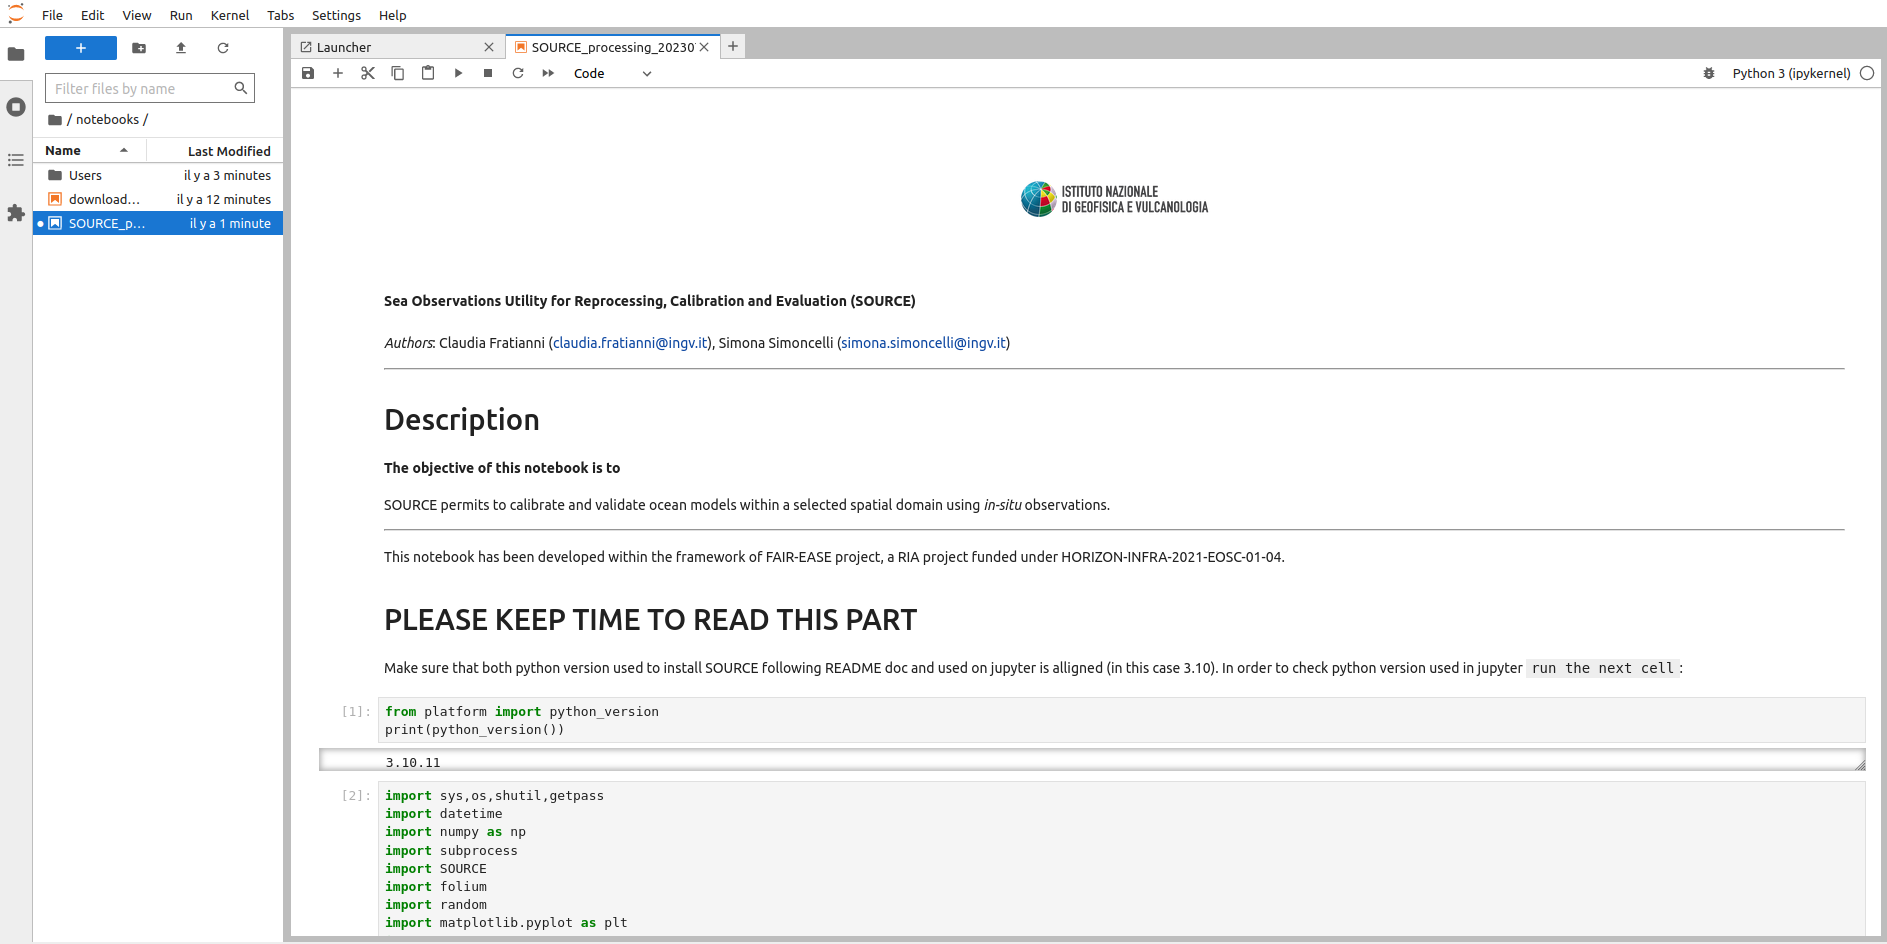 File Edit View Run Kernel Tabs Settings Help
Filter files by name
/ notebooks /
Name Last Modified
Users il y a 3 minutes
download... il y a 12 minutes
SOURCE_p... il y a 1 minute
Launcher
SOURCE_processing_20230
Code
Python 3 (ipykernel)
ISTITUTO NAZIONALE
DI GEOFISICA E VULCANOLOGIA
Sea Observations Utility for Reprocessing, Calibration and Evaluation (SOURCE)
Authors: Claudia Fratianni (claudia.fratianni@ingv.it), Simona Simoncelli (simona.simoncelli@ingv.it)
Description
The objective of this notebook is to
SOURCE permits to calibrate and validate ocean models within a selected spatial domain using in-situ observations.
This notebook has been developed within the framework of FAIR-EASE project, a RIA project funded under HORIZON-INFRA-2021-EOSC-01-04.
PLEASE KEEP TIME TO READ THIS PART
Make sure that both python version used to install SOURCE following README doc and used on jupyter is alligned (in this case 3.10). In order to check python version used in jupyter run the next cell :
[1]: from platform import python_version
print(python_version())
3.10.11
[2]: import sys,os,shutil,getpass
import datetime
import numpy as np
import subprocess
import SOURCE
import folium
import random
import matplotlib.pyplot as plt